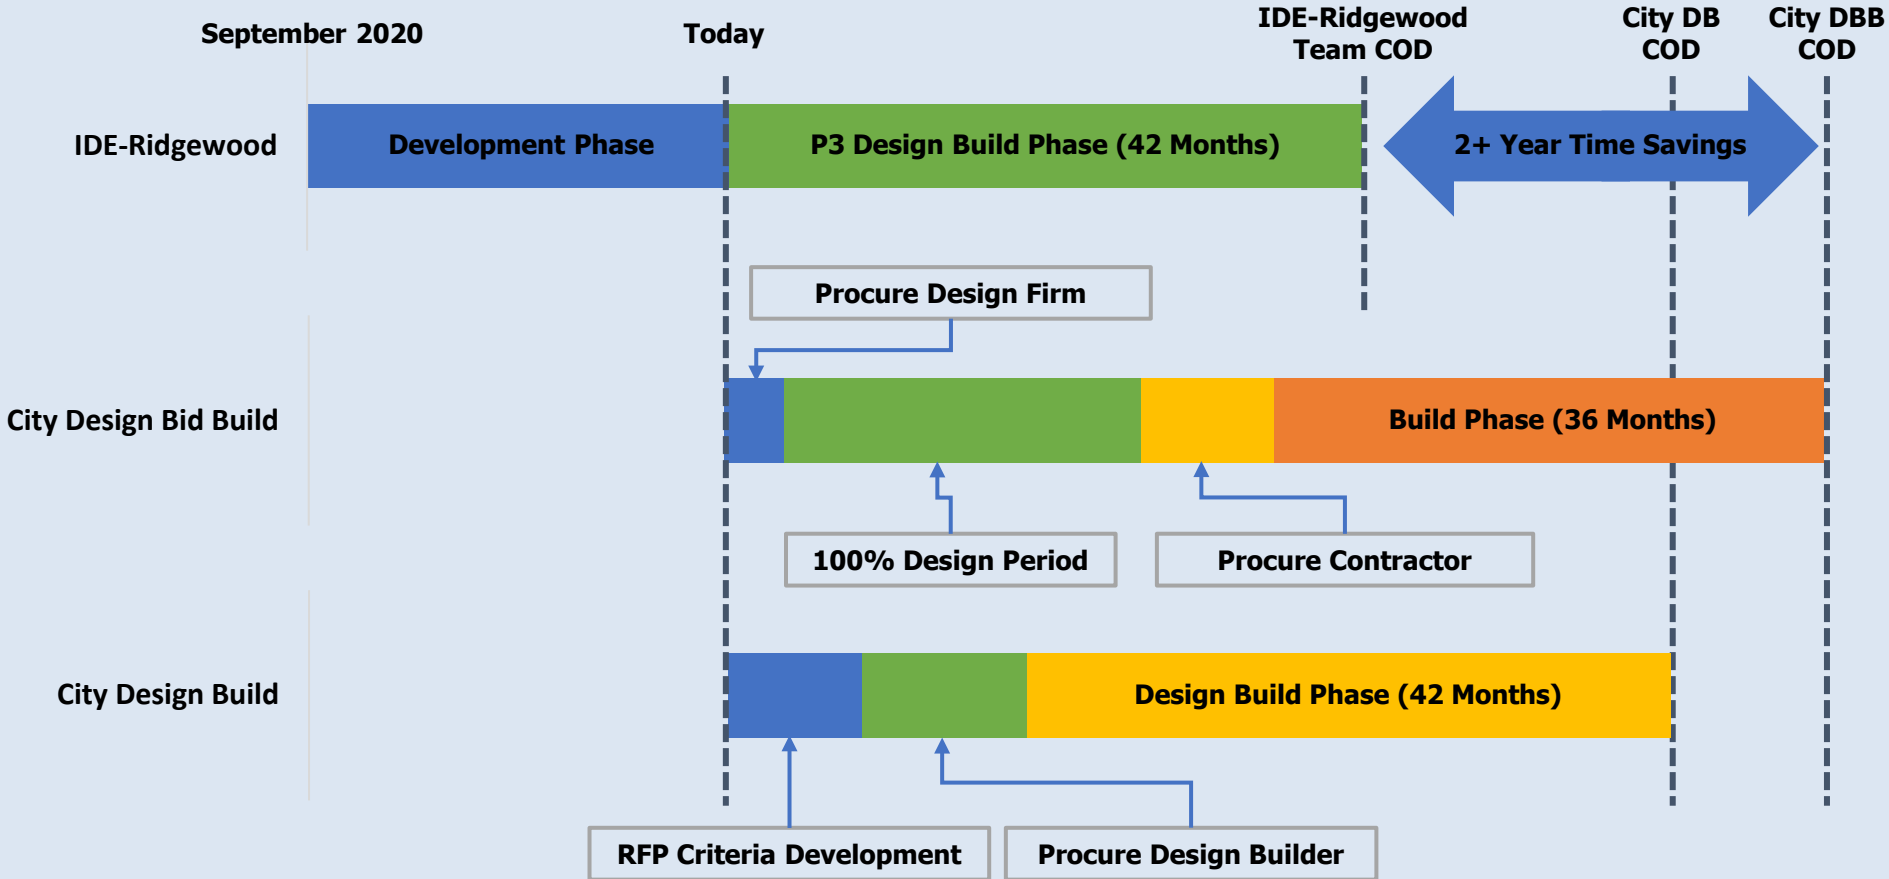 September 2020
Today
IDE-Ridgewood
Team COD
City DB
COD
City DBB
COD
IDE-Ridgewood
Development Phase
P3 Design Build Phase (42 Months)
2+ Year Time Savings
Procure Design Firm
City Design Bid Build
Build Phase (36 Months)
100% Design Period
Procure Contractor
City Design Build
Design Build Phase (42 Months)
RFP Criteria Development
Procure Design Builder